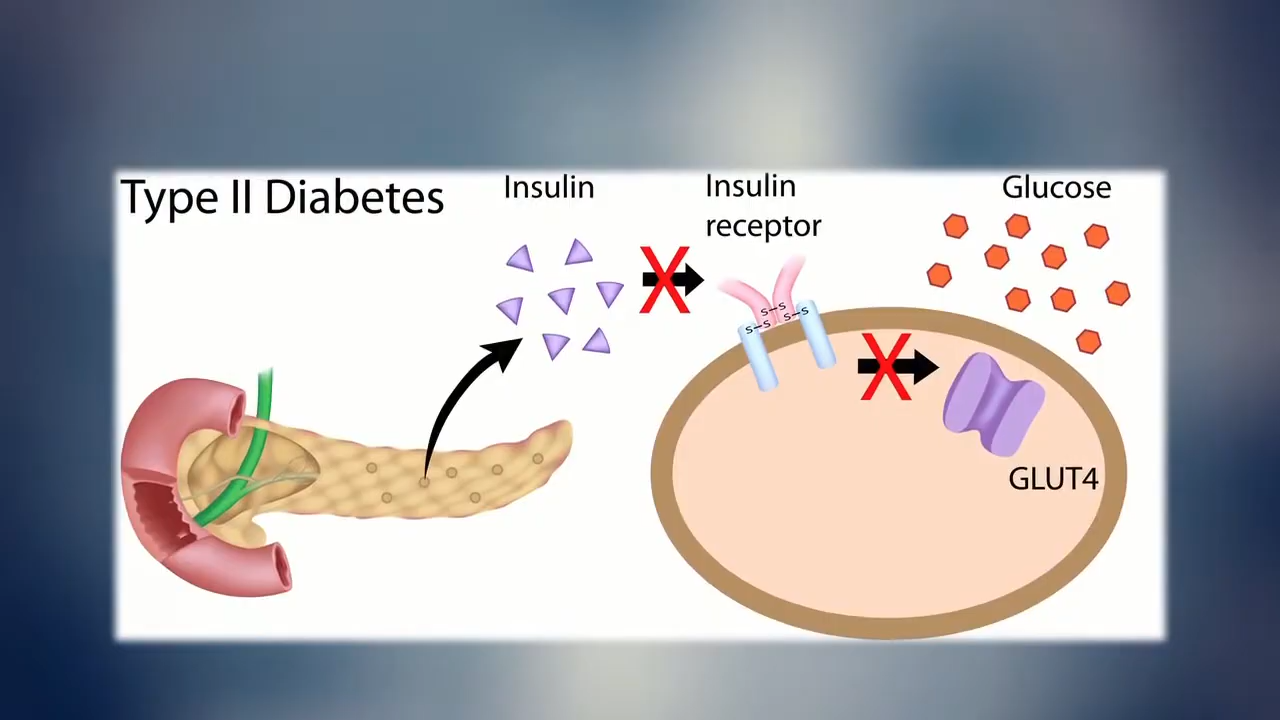 Type II Diabetes
Insulin
Insulin
receptor
Glucose
s-s
s-s
s-s
GLUT4